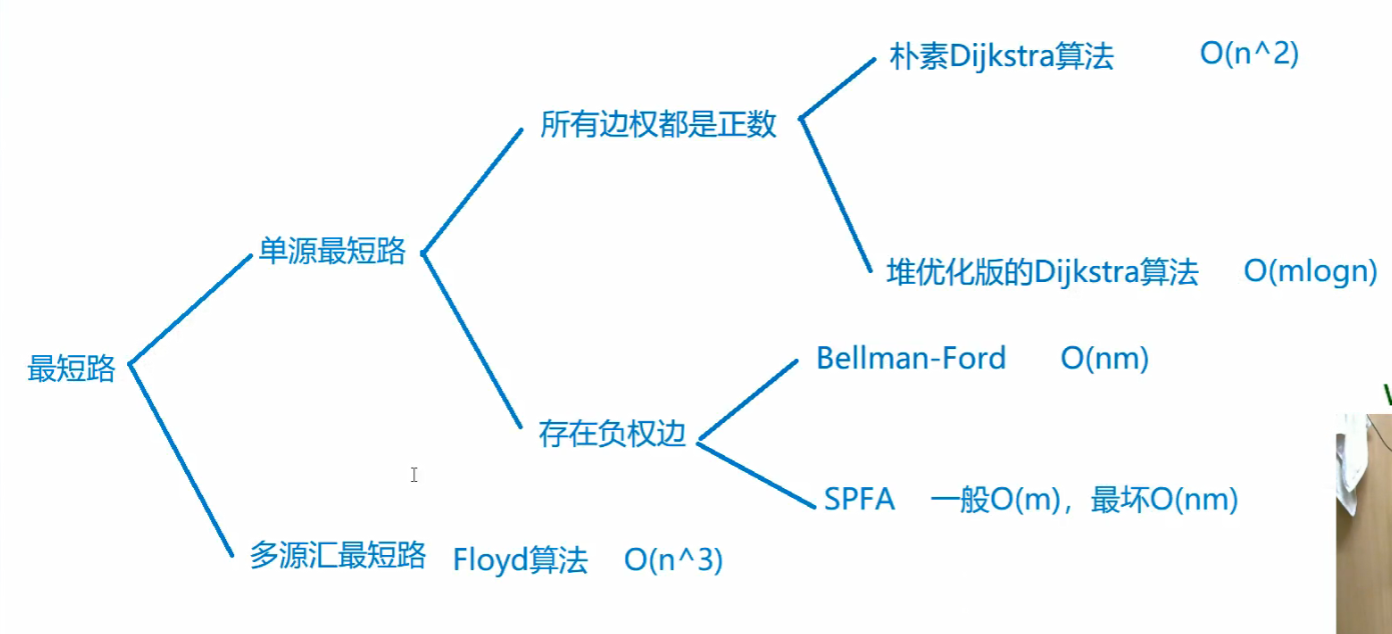 朴素Dijkstra算法 O(n^2)
所有边权都是正数
单源最短路
堆优化版的Dijkstra算法 O(mlogn)
最短路
Bellman-Ford O(nm)
存在负权边
SPFA 一般O(m)，最坏O(nm)
多源汇最短路 Floyd算法 O(n^3)